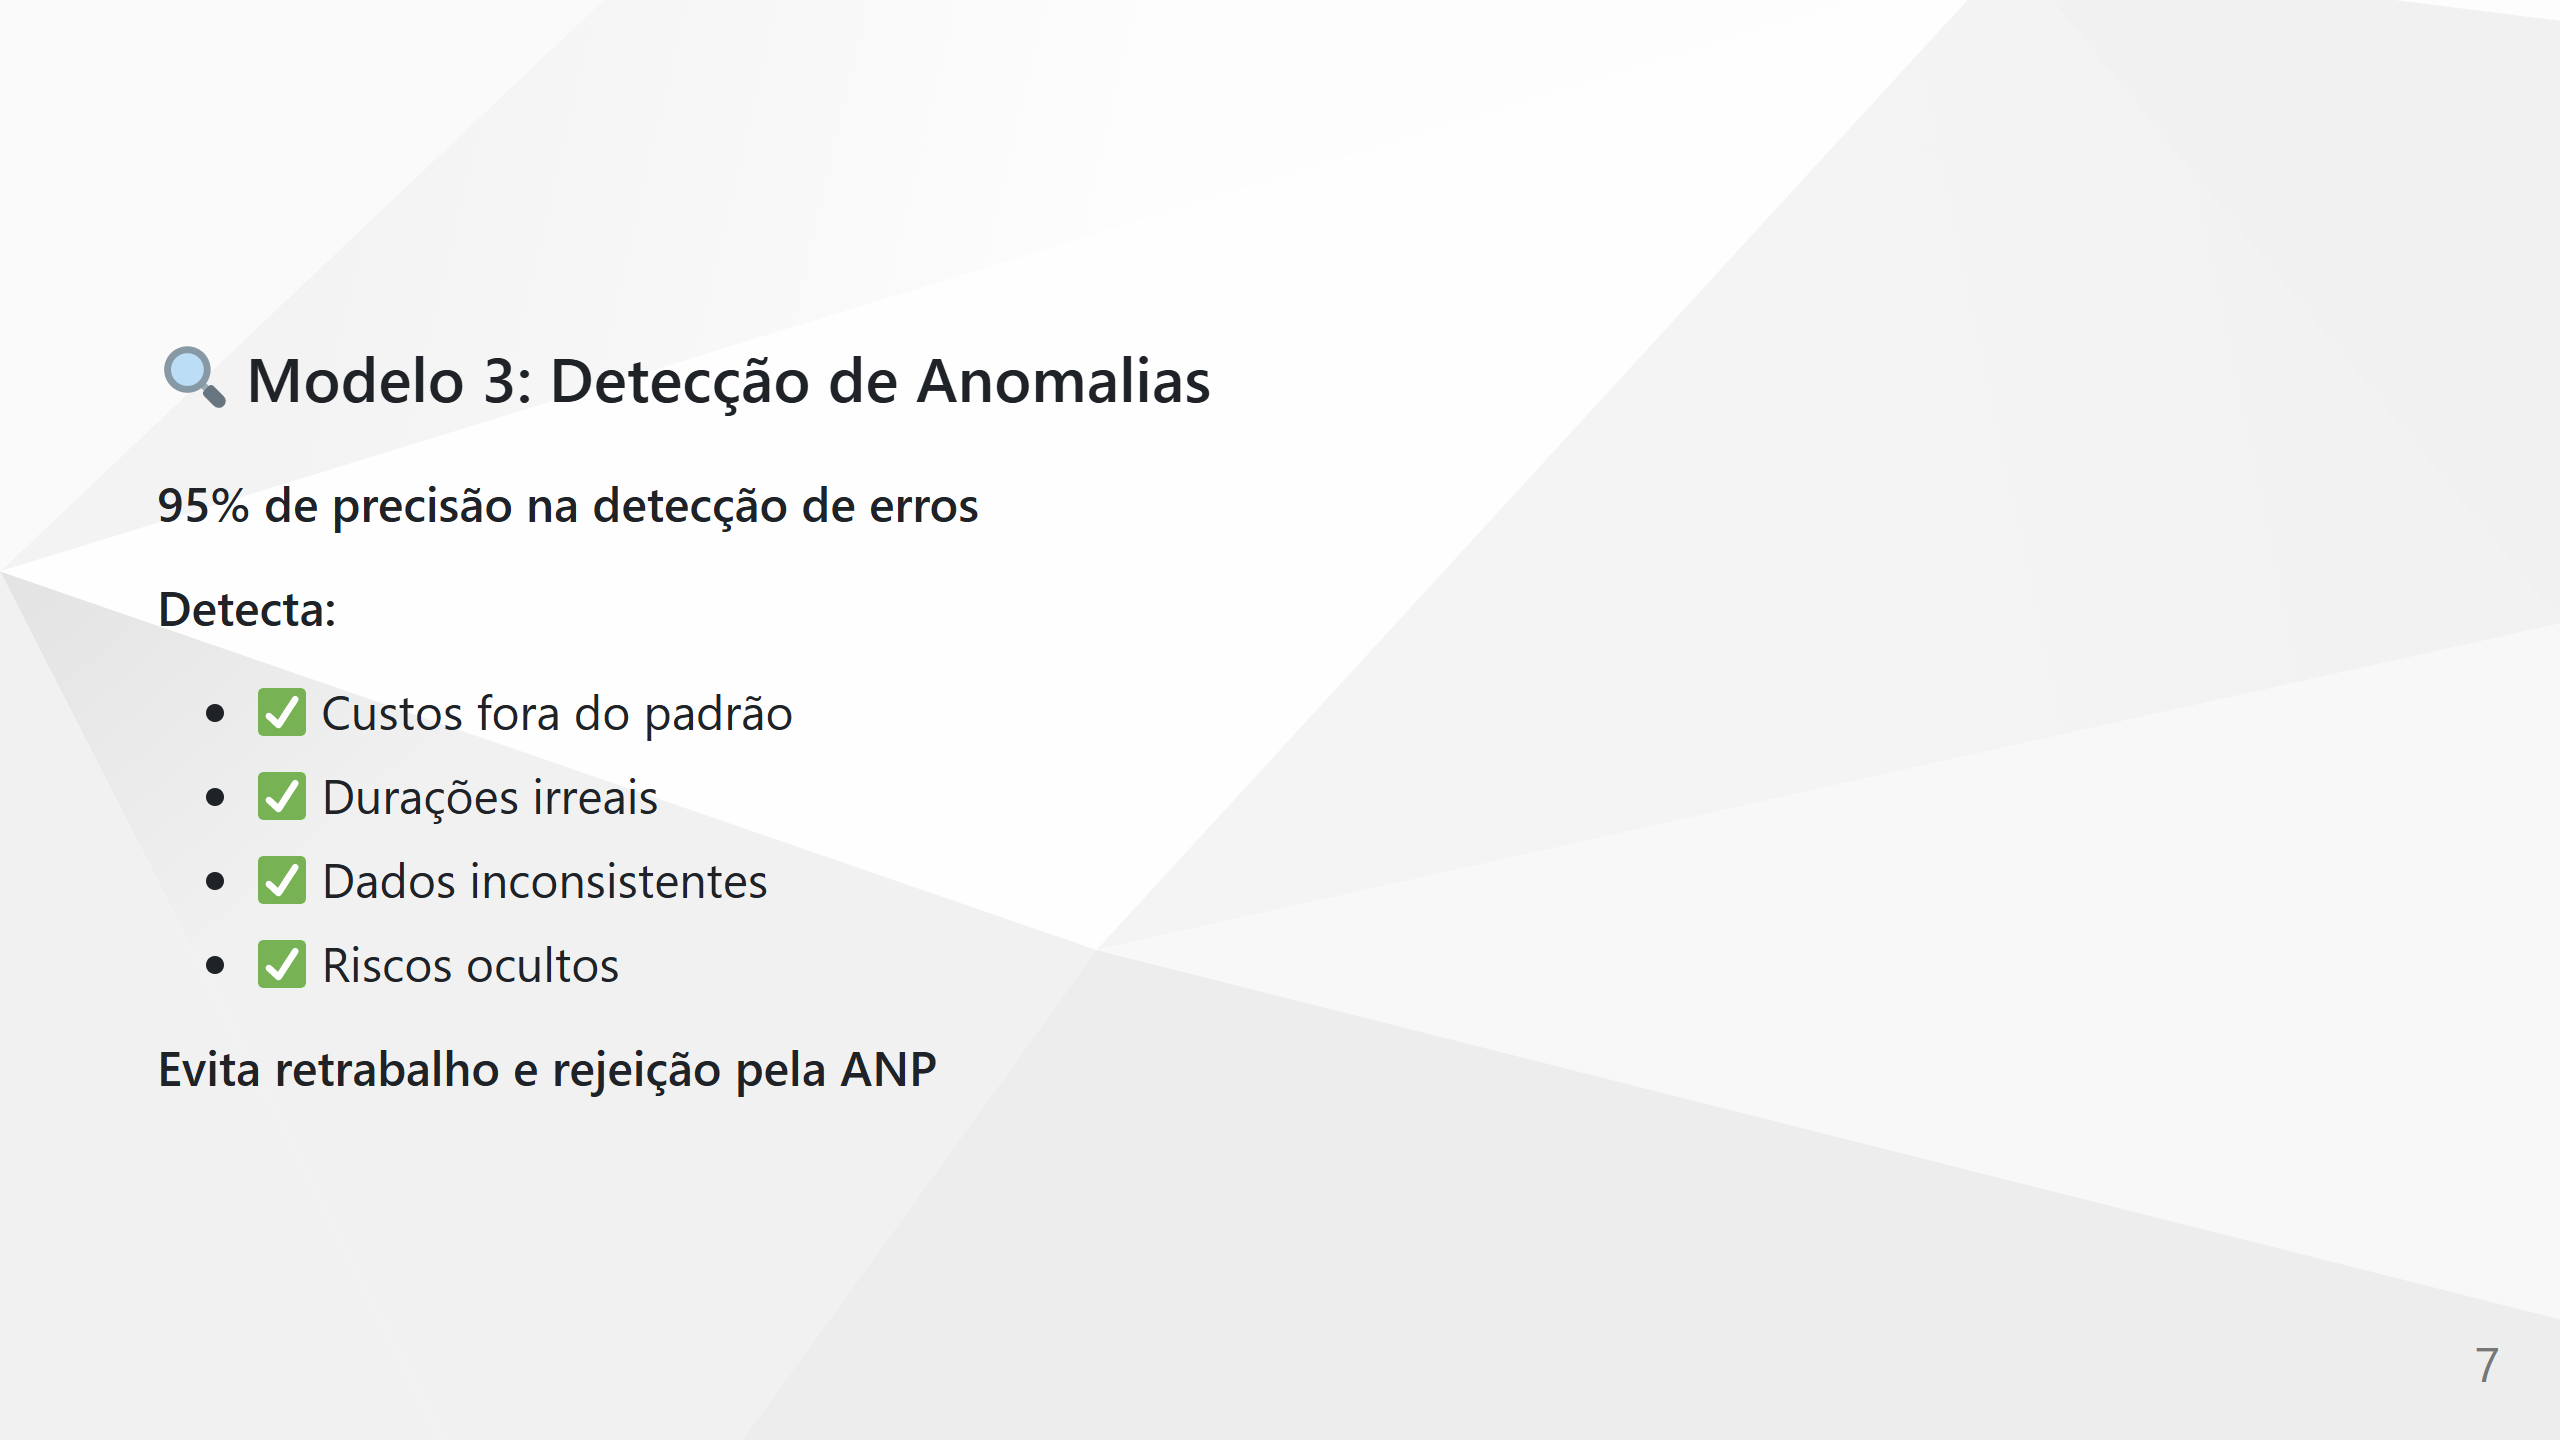 🔍 Modelo 3: Detecção de Anomalias
95% de precisão na detecção de erros
Detecta:
• ✅ Custos fora do padrão
• ✅ Durações irreais
• ✅ Dados inconsistentes
• ✅ Riscos ocultos
Evita retrabalho e rejeição pela ANP
7